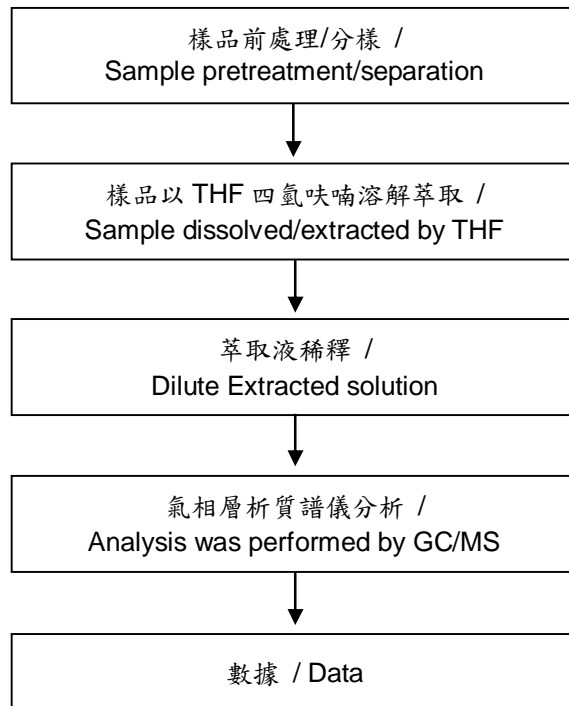 樣品前處理/分樣 /
Sample pretreatment/separation
樣品以 THF 四氫呋喃溶解萃取 /
Sample dissolved/extracted by THF
萃取液稀釋 /
Dilute Extracted solution
氣相層析質譜儀分析 /
Analysis was performed by GC/MS
數據 / Data